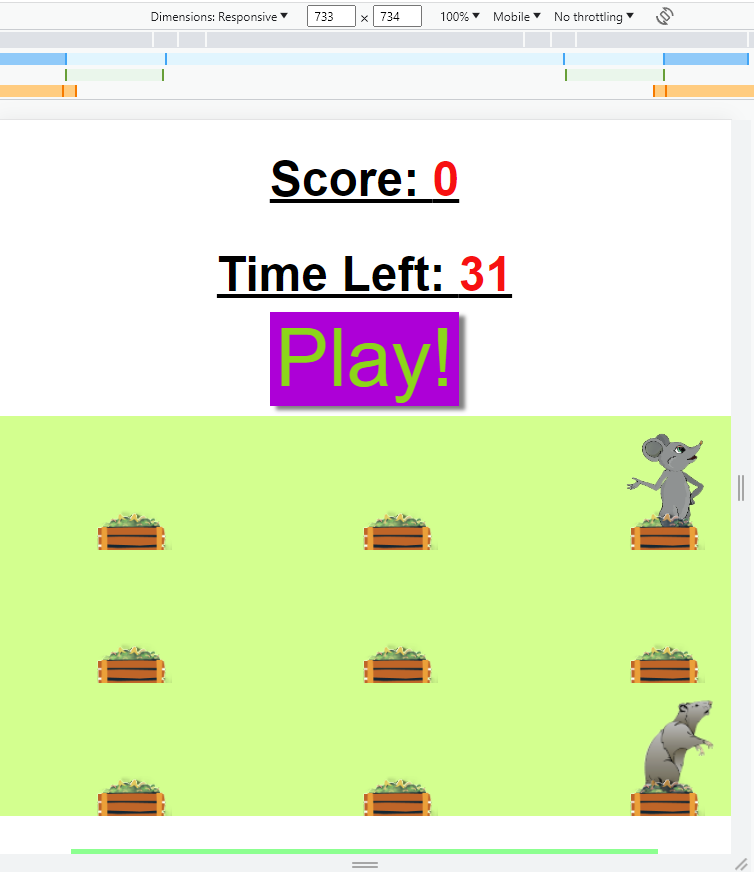 Dimensions: Responsive 733 × 734 100% Mobile No throttling
Score: 0
Time Left: 31
Play!